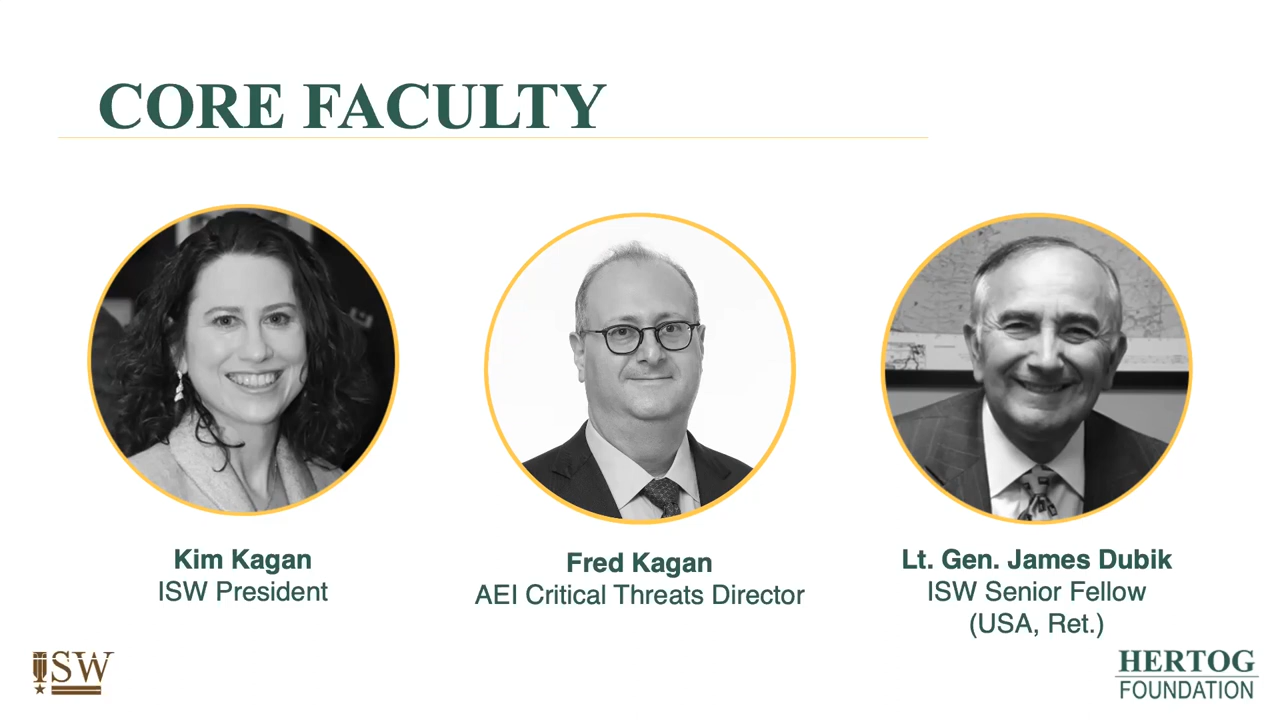 CORE FACULTY
Kim Kagan
ISW President
Fred Kagan
AEI Critical Threats Director
Lt. Gen. James Dubik
ISW Senior Fellow
(USA, Ret.)
ISW
HERTOG
FOUNDATION